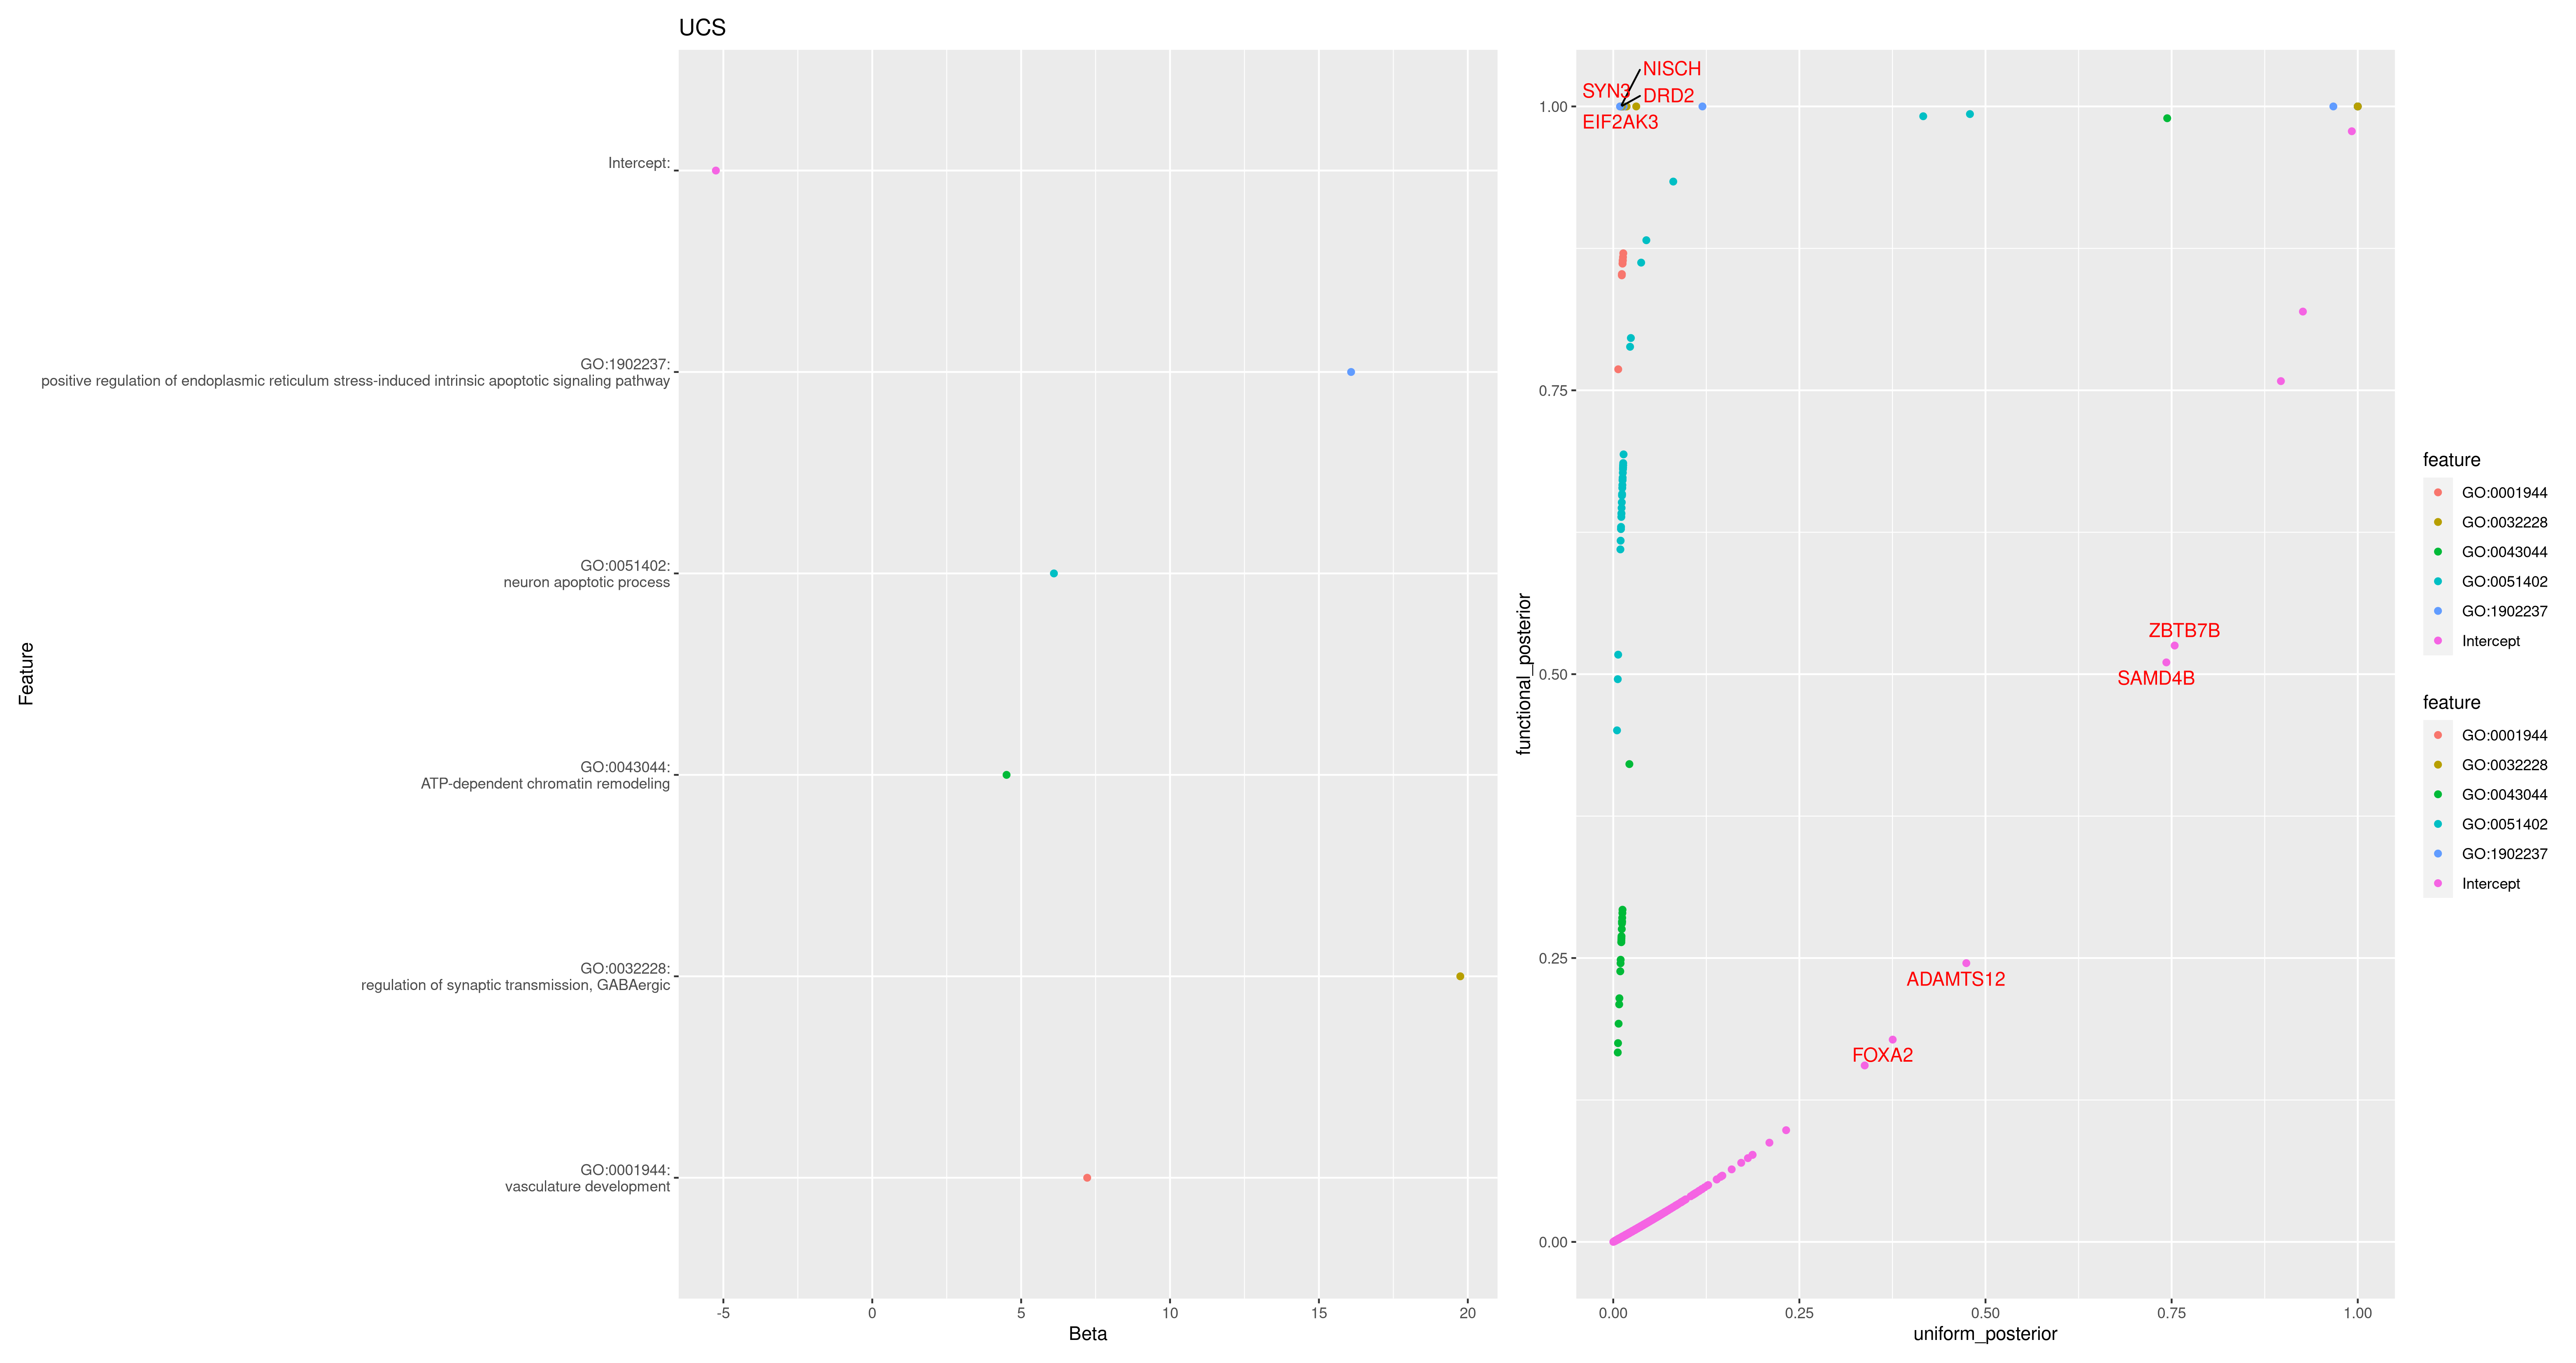 UCS
Feature
Intercept:
GO:1902237:
positive regulation of endoplasmic reticulum stress-induced intrinsic apoptotic signaling pathway
GO:0051402:
neuron apoptotic process
GO:0043044:
ATP-dependent chromatin remodeling
GO:0032228:
regulation of synaptic transmission, GABAergic
GO:0001944:
vasculature development
-5
0
5
10
15
20
Beta
functional_posterior
1.00
0.75
0.50
0.25
0.00
NISCH
SYN3
DRD2
EIF2AK3
ZBTB7B
SAMD4B
ADAMTS12
FOXA2
0.00
0.25
0.50
0.75
1.00
uniform_posterior
feature
GO:0001944
GO:0032228
GO:0043044
GO:0051402
GO:1902237
Intercept
feature
GO:0001944
GO:0032228
GO:0043044
GO:0051402
GO:1902237
Intercept